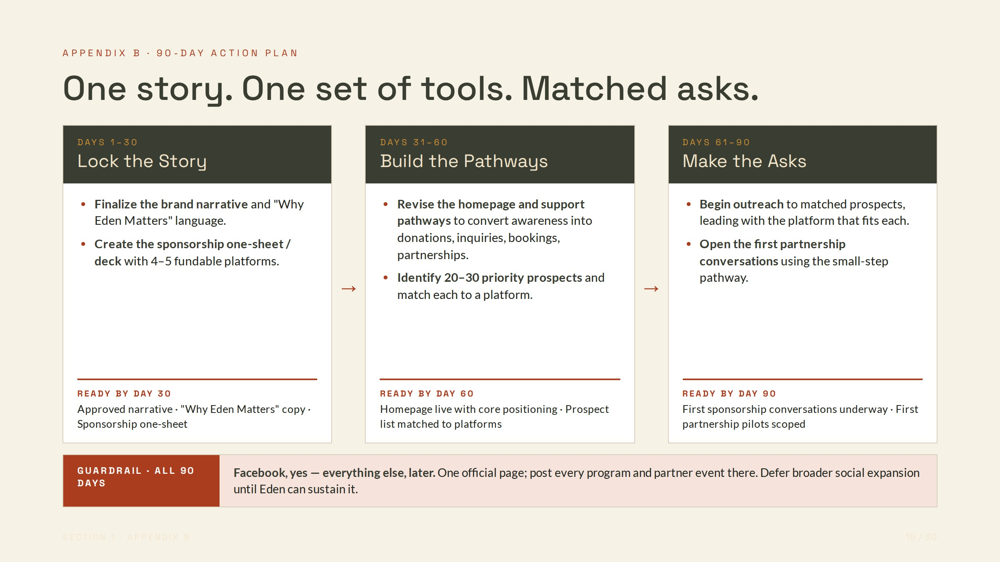 APPENDIX B · 90-DAY ACTION PLAN
One story. One set of tools. Matched asks.
DAYS 1–30
Lock the Story
• Finalize the brand narrative and "Why
Eden Matters" language.
• Create the sponsorship one-sheet /
deck with 4–5 fundable platforms.
READY BY DAY 30
Approved narrative · "Why Eden Matters" copy ·
Sponsorship one-sheet
→
DAYS 31–60
Build the Pathways
• Revise the homepage and support
pathways to convert awareness into
donations, inquiries, bookings,
partnerships.
• Identify 20–30 priority prospects and
match each to a platform.
READY BY DAY 60
Homepage live with core positioning · Prospect
list matched to platforms
→
DAYS 61–90
Make the Asks
• Begin outreach to matched prospects,
leading with the platform that fits each.
• Open the first partnership
conversations using the small-step
pathway.
READY BY DAY 90
First sponsorship conversations underway · First
partnership pilots scoped
GUARDRAIL · ALL 90
DAYS
Facebook, yes — everything else, later. One official page; post every program and partner event there. Defer broader social expansion
until Eden can sustain it.
SECTION 1 · APPENDIX B
15 / 30